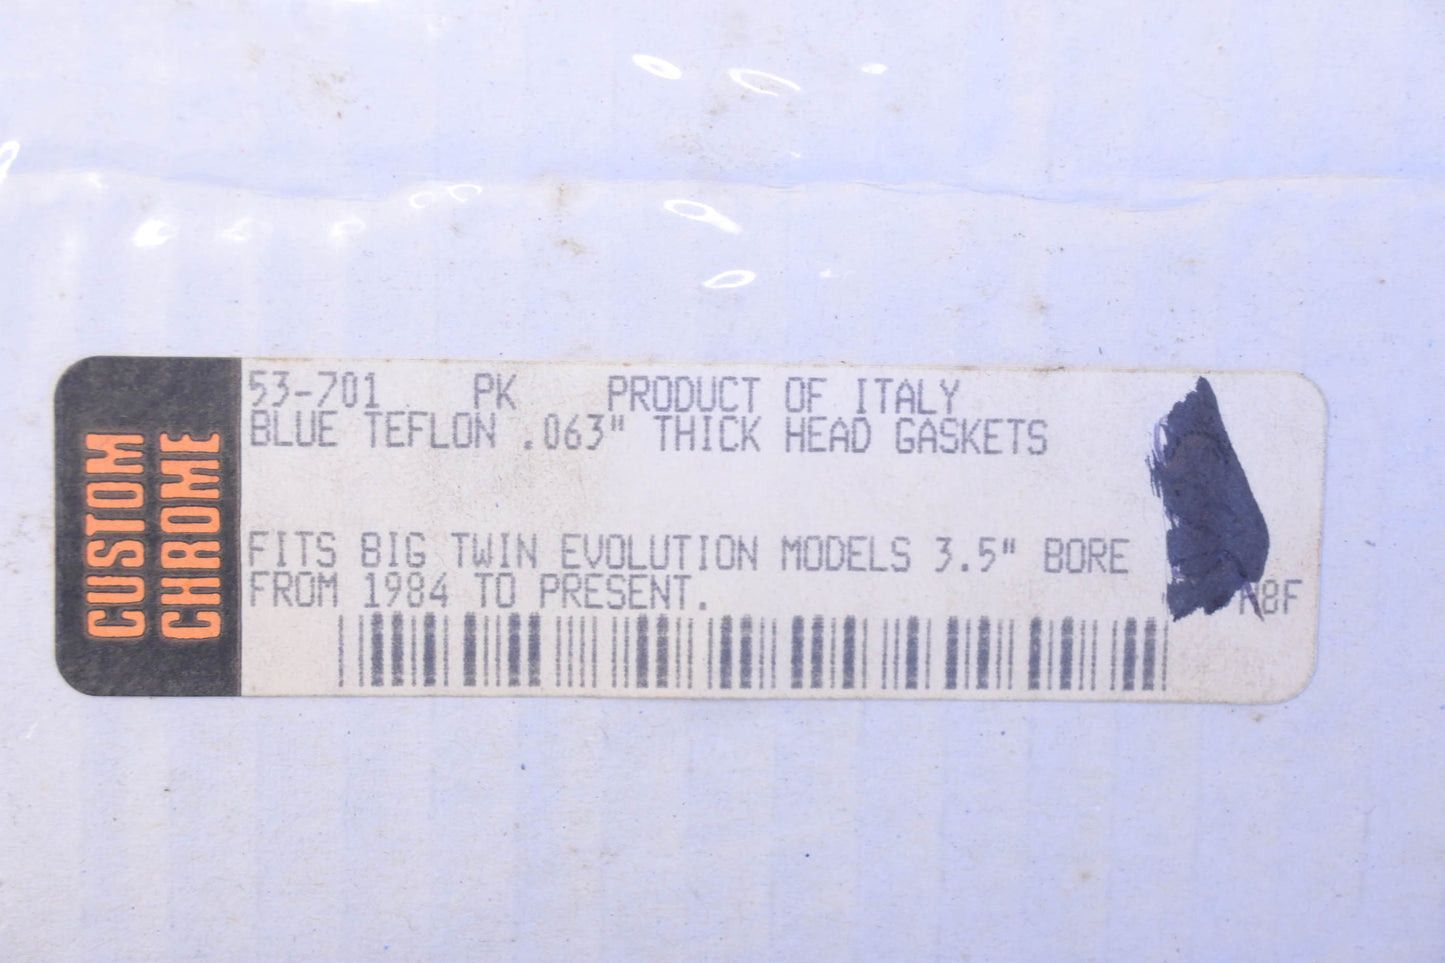 CUSTOM
CHROME
53-701 PK PRODUCT OF ITALY
BLUE TEFLON .063" THICK HEAD GASKETS
FITS BIG TWIN EVOLUTION MODELS 3.5" BORE
FROM 1984 TO PRESENT.